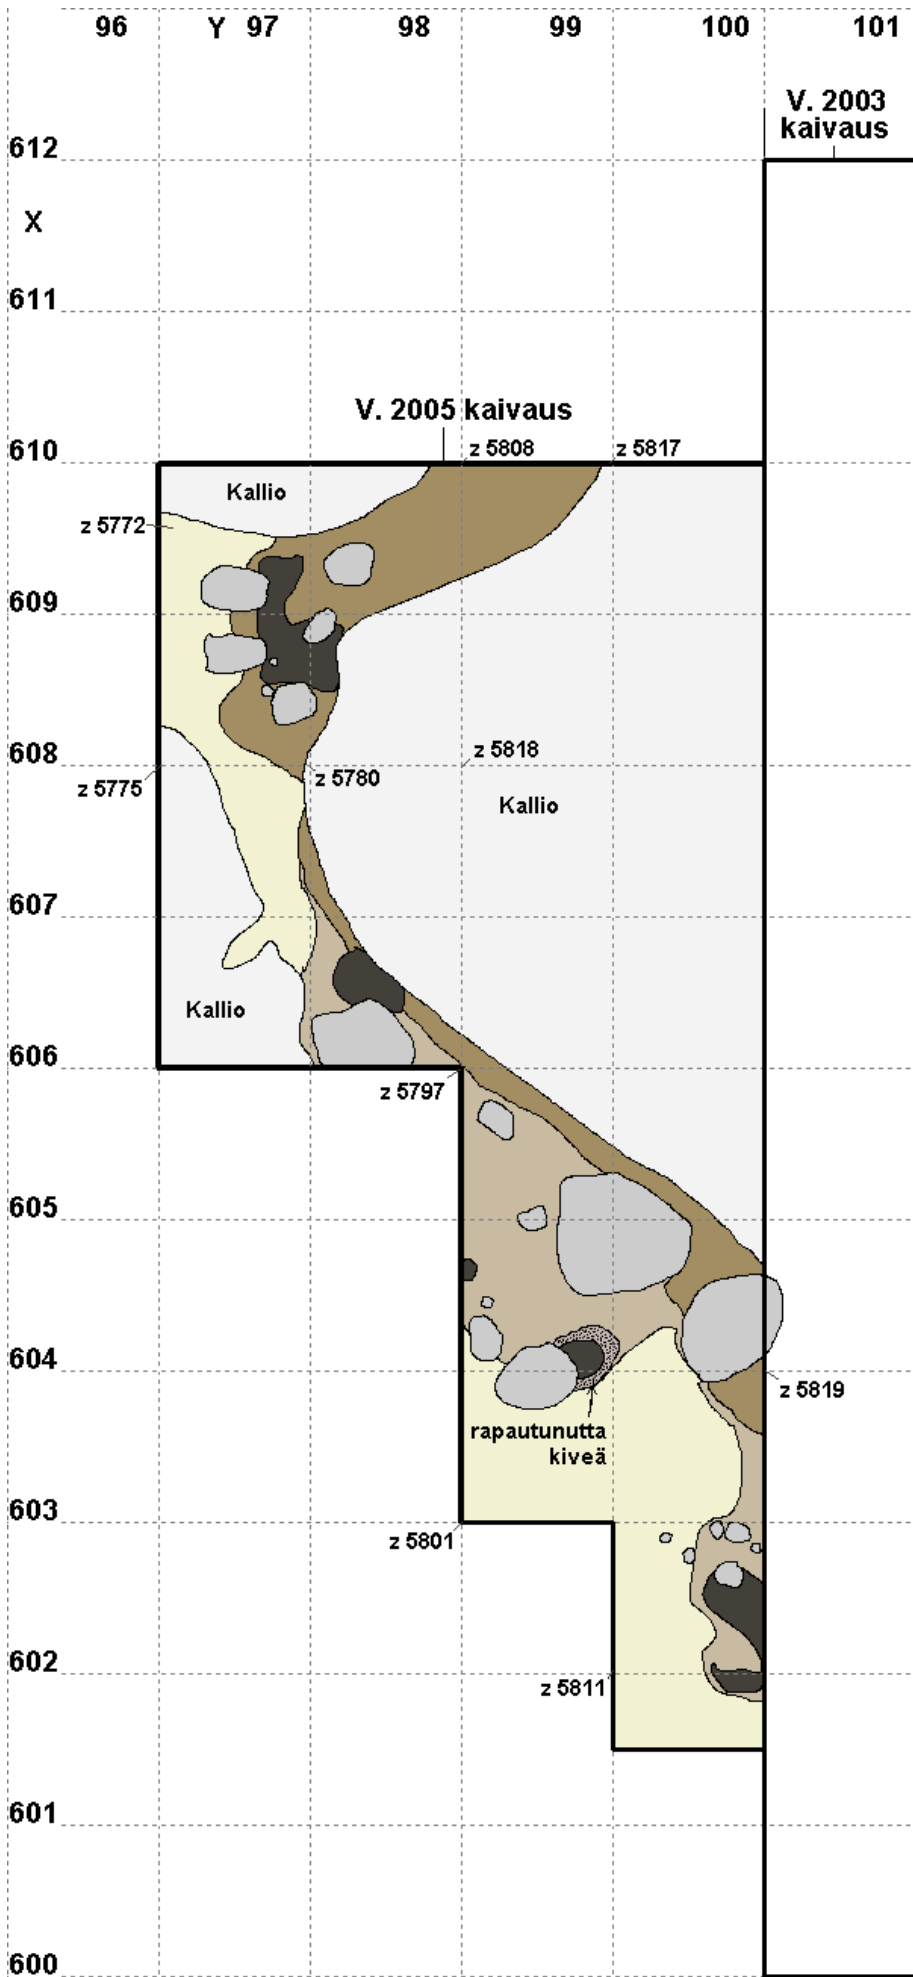 96 Y 97 98 99 100 101
V. 2003
kaivaus
612
X
611
V. 2005 kaivaus
610
z 5808
z 5817
Kallio
z 5772
609
608
z 5818
z 5775
z 5780
Kallio
607
Kallio
606
z 5797
605
604
z 5819
rapautunutta
kiveä
603
z 5801
602
z 5811
601
600